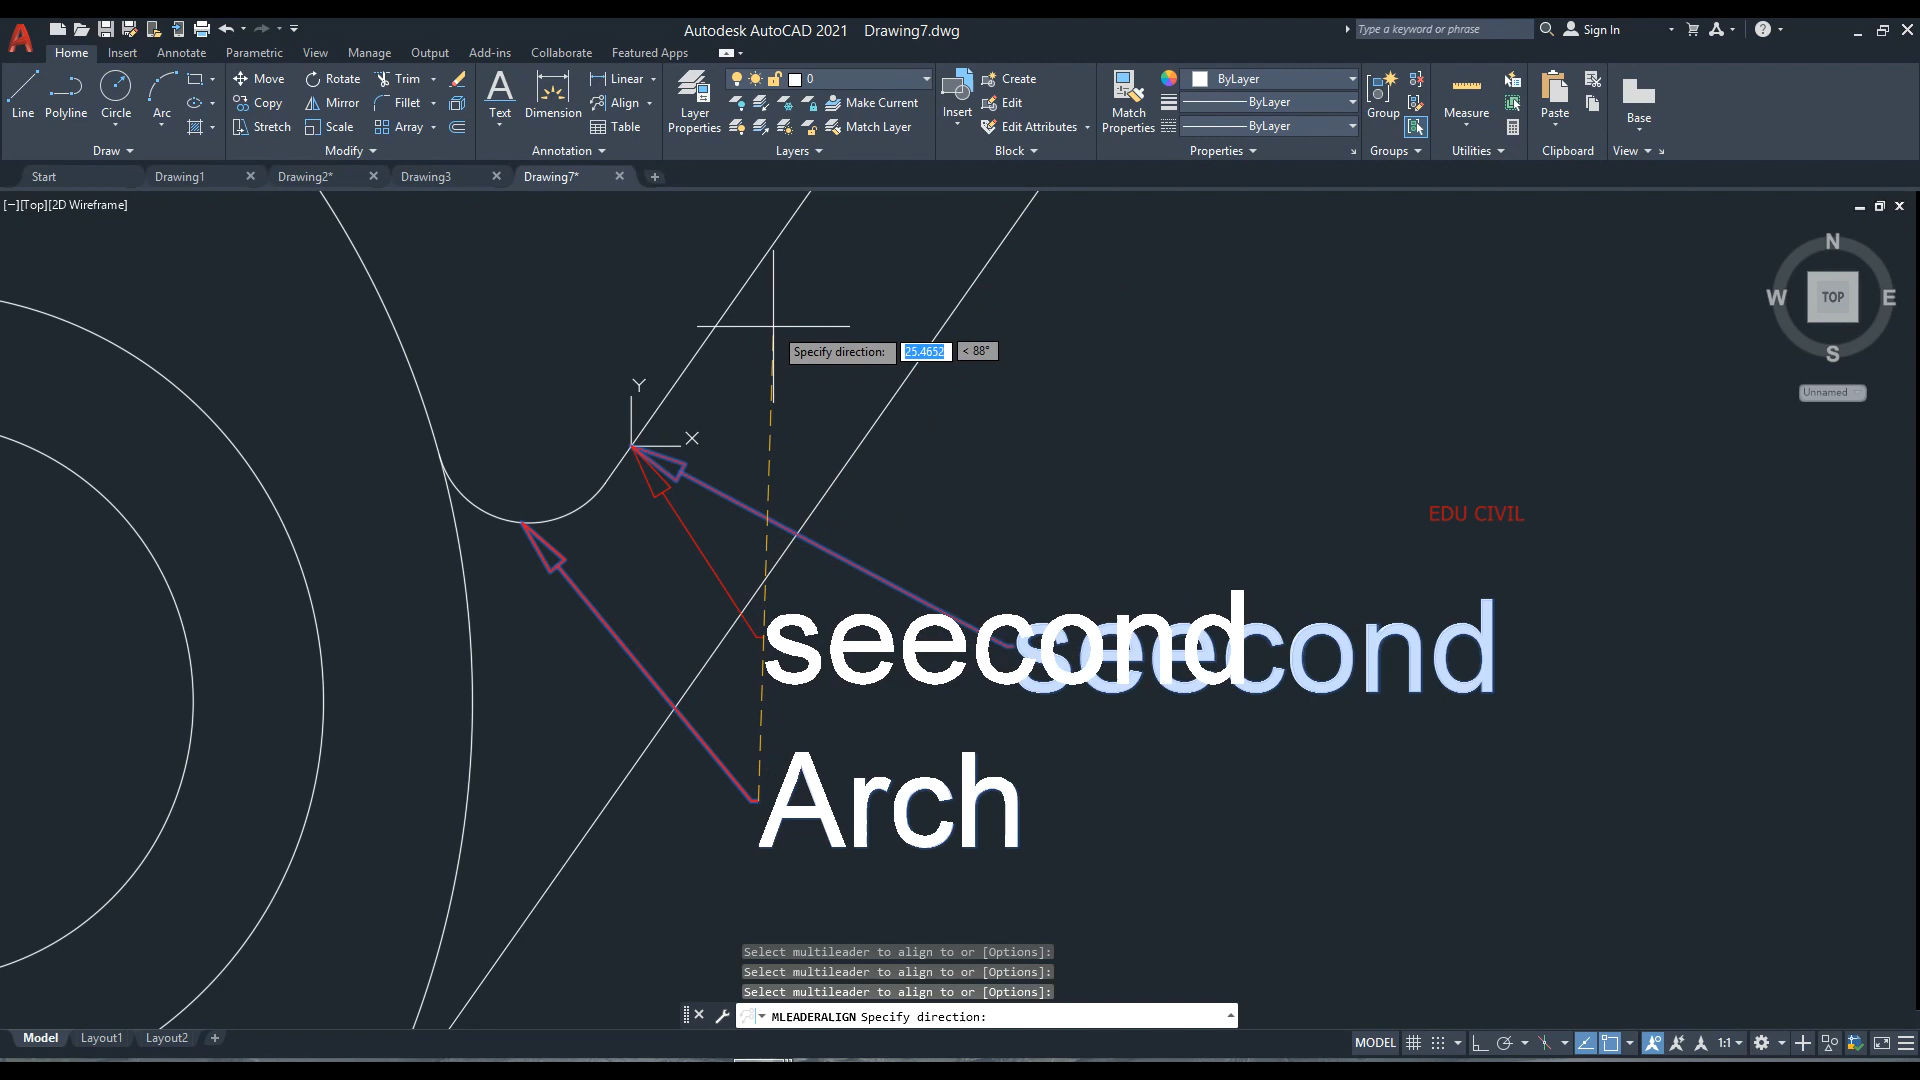 Autodesk AutoCAD 2021 Drawing7.dwg
Type a keyword or phrase
Sign In
Home Insert Annotate Parametric View Manage Output Add-ins Collaborate Featured Apps
Line Polyline Circle Arc
Move Rotate Trim
Copy Mirror Fillet
Stretch Scale Array
Text Dimension
Linear
Align
Table
Layer
Properties
0
Make Current
Match Layer
Insert
Create
Edit
Edit Attributes
Match
Properties
ByLayer
ByLayer
ByLayer
Group
Measure
Paste
Base
Draw Modify Annotation Layers Block Properties Groups Utilities Clipboard View
Start Drawing1 Drawing2* Drawing3 Drawing7*
[−][Top][2D Wireframe]
N
W TOP E
S
Unnamed
Specify direction: 25.4652 < 88°
Y
X
EDU CIVIL
seecond
seecond
Arch
Select multileader to align to or [Options]:
Select multileader to align to or [Options]:
Select multileader to align to or [Options]:
MLEADERALIGN Specify direction:
Model Layout1 Layout2
MODEL 1:1